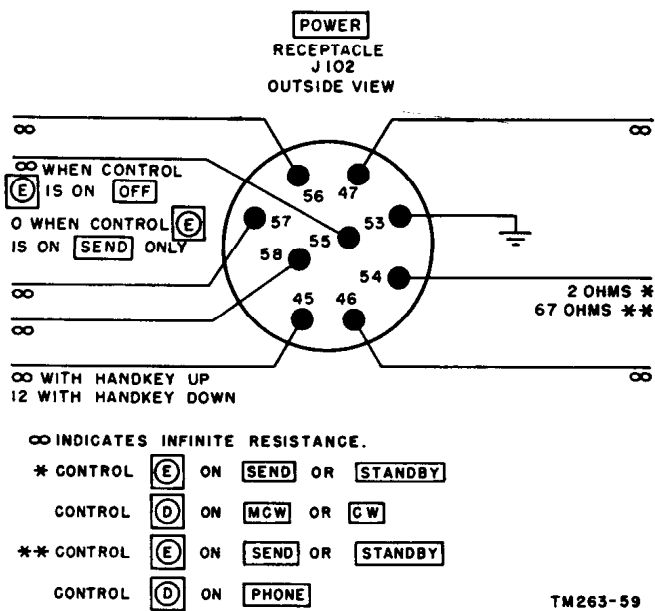 POWER
RECEPTACLE
J102
OUTSIDE VIEW
∞
∞
∞ WHEN CONTROL
E IS ON OFF
0 WHEN CONTROL E
IS ON SEND ONLY
56
47
57
53
55
58
54
45
46
∞
∞
2 OHMS *
67 OHMS **
∞ WITH HANDKEY UP
12 WITH HANDKEY DOWN
∞
∞ INDICATES INFINITE RESISTANCE.
* CONTROL E ON SEND OR STANDBY
CONTROL D ON MCW OR CW
** CONTROL E ON SEND OR STANDBY
CONTROL D ON PHONE
TM263-59